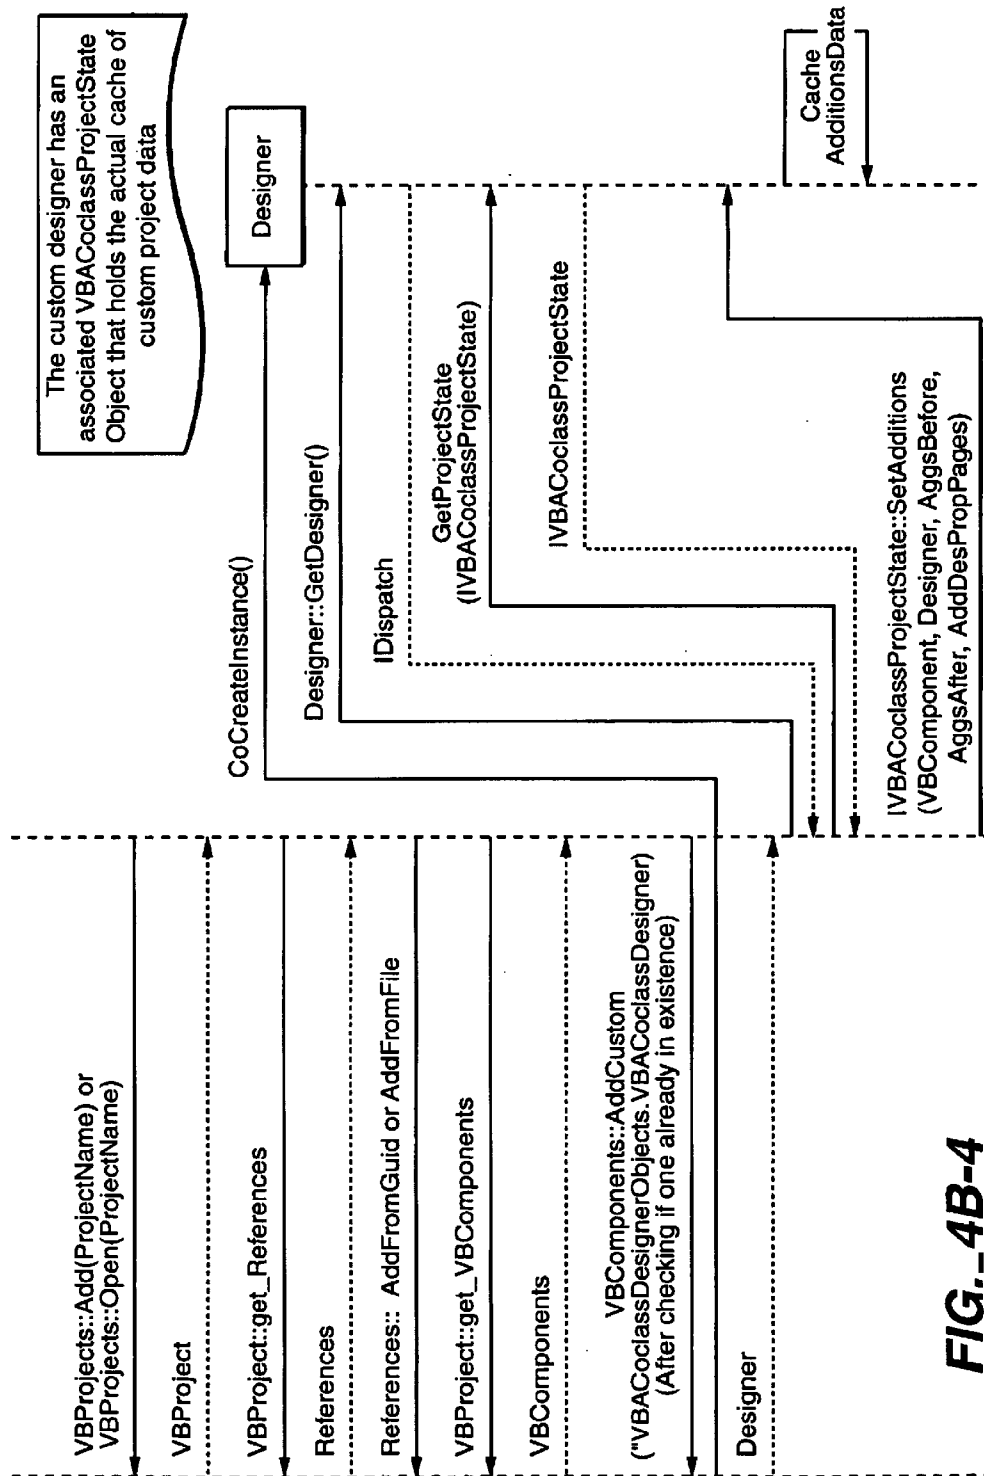 VBProjects::Add(ProjectName) or
VBProjects::Open(ProjectName)
VBProject
VBProject::get_References
References
References:: AddFromGuid or AddFromFile
VBProject::get_VBComponents
VBComponents
VBComponents::AddCustom
("VBACoclassDesignerObjects.VBACoclassDesigner)
(After checking if one already in existence)
Designer
CoCreateInstance()
Designer::GetDesigner()
IDispatch
GetProjectState
(IVBACoclassProjectState)
IVBACoclassProjectState
IVBACoclassProjectState::SetAdditions
(VBComponent, Designer, AggsBefore,
AggsAfter, AddDesPropPages)
The custom designer has an
associated VBACoclassProjectState
Object that holds the actual cache of
custom project data
Designer
Cache
AdditionsData
FIG._4B-4